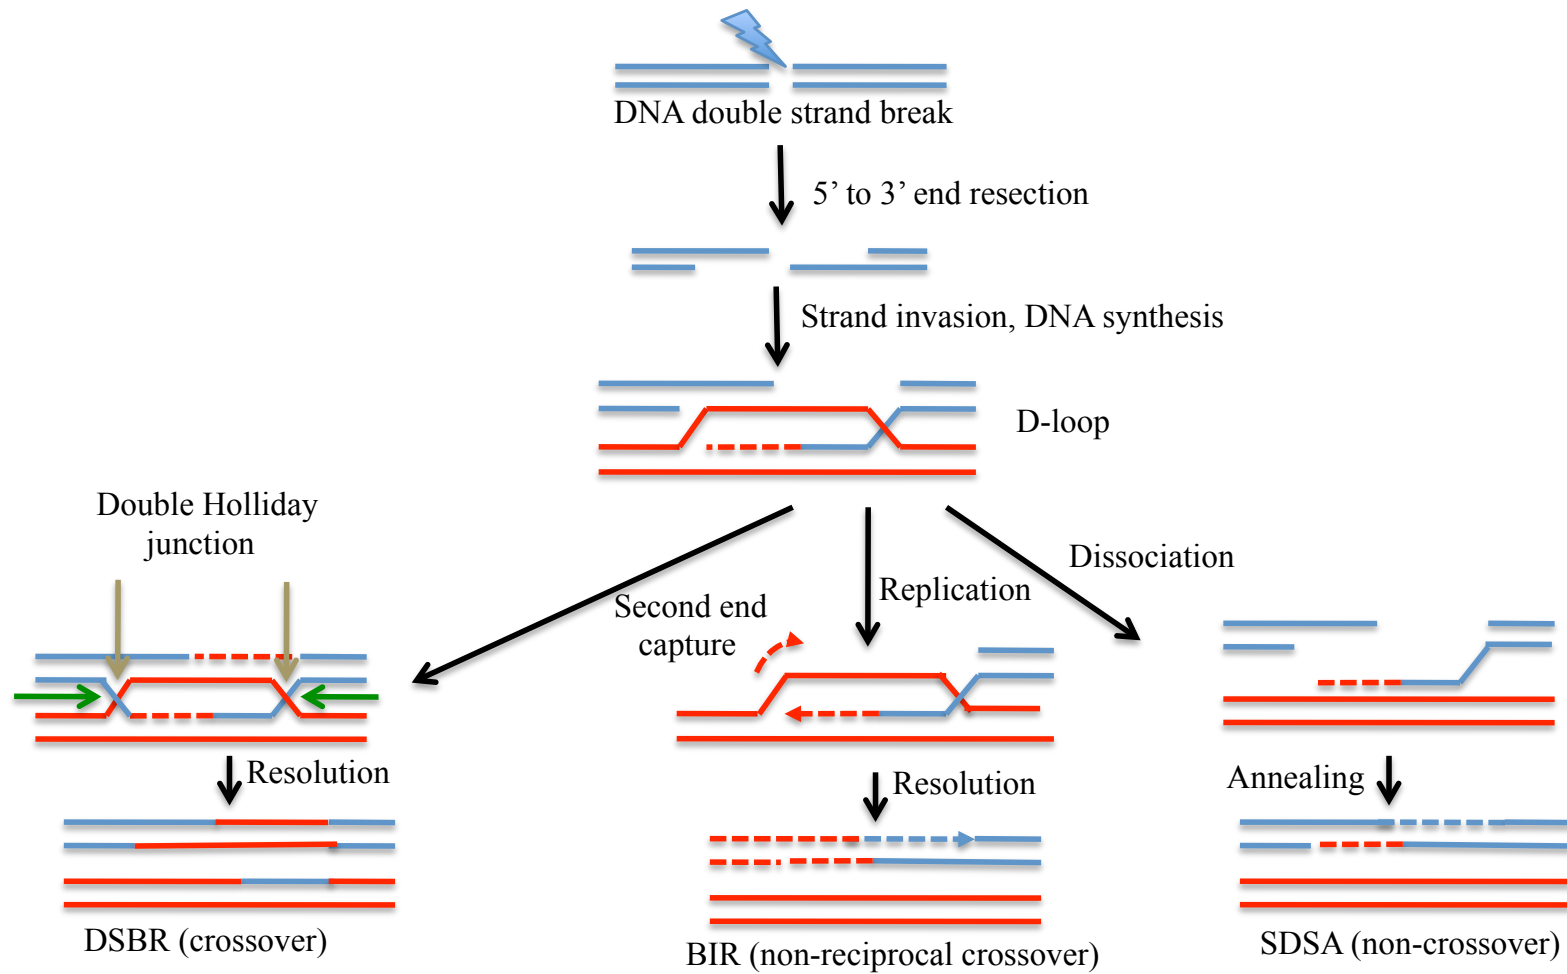 DNA double strand break
5’ to 3’ end resection
Strand invasion, DNA synthesis
D-loop
Double Holliday
junction
Second end
capture
Replication
Dissociation
Resolution
Resolution
Annealing
DSBR (crossover)
BIR (non-reciprocal crossover)
SDSA (non-crossover)